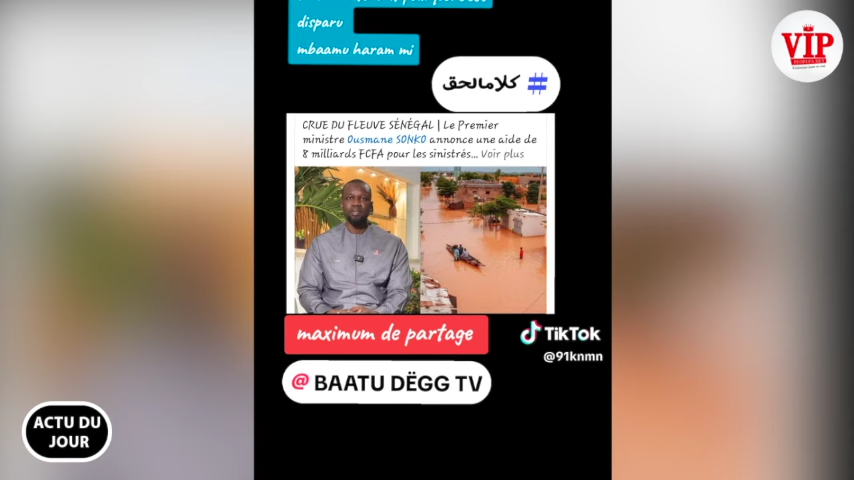 disparu
mbaamu haram mi
#كلامالحق
CRUE DU FLEUVE SÉNÉGAL | Le Premier
ministre Ousmane SONKO annonce une aide de
8 milliards FCFA pour les sinistrés... Voir plus
maximum de partage
TikTok
@91knmn
@ BAATU DËGG TV
VIP
PEOPLES.NET
ACTU DU
JOUR